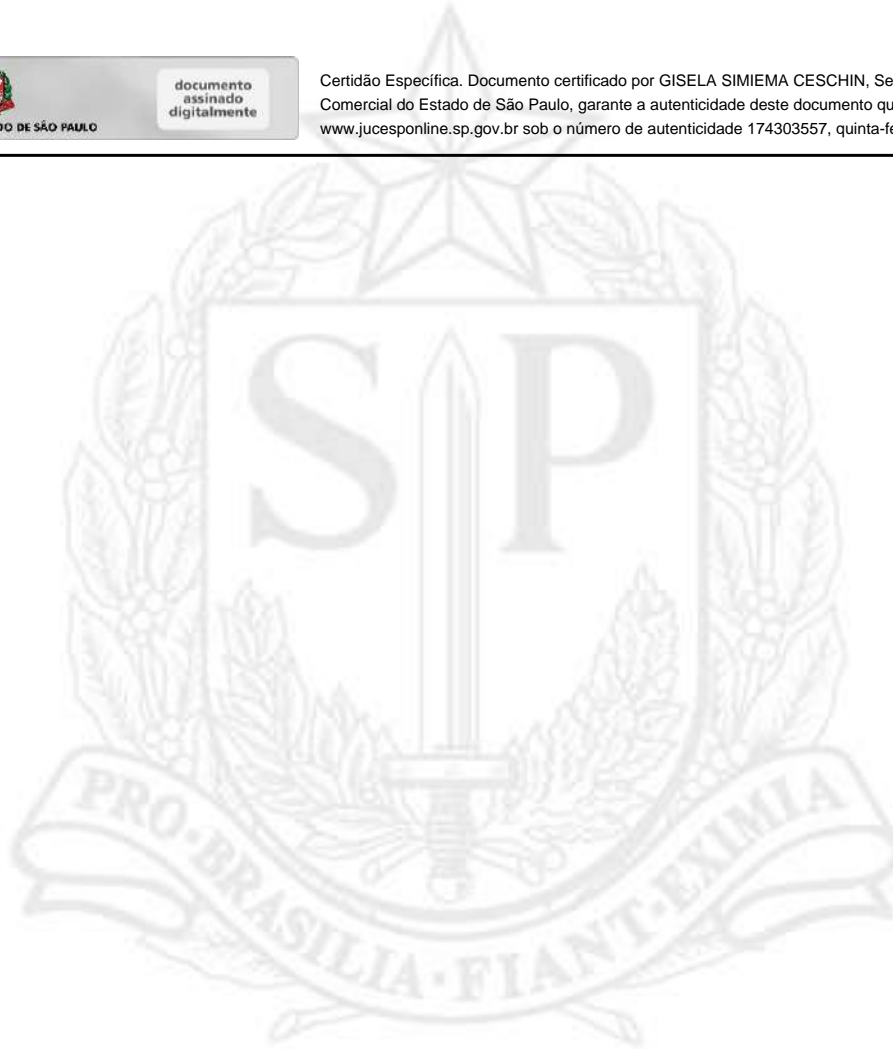 documento
assinado
digitalmente
DO DE SÃO PAULO
Certidão Específica. Documento certificado por GISELA SIMIEMA CESCHIN, Se
Comercial do Estado de São Paulo, garante a autenticidade deste documento qu
www.jucesponline.sp.gov.br sob o número de autenticidade 174303557, quinta-fe
S P
PRO·BRASILIA·FIANT·EXIMIA